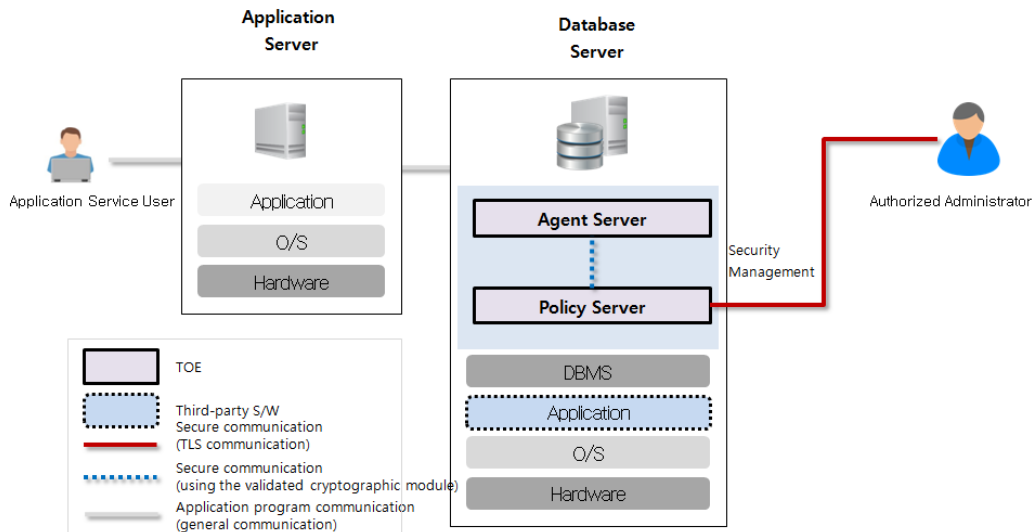 Application
Server
Database
Server
Application Service User
Application
O/S
Hardware
Agent Server
Policy Server
DBMS
Application
O/S
Hardware
Security
Management
Authorized Administrator
TOE
Third-party S/W
Secure communication
(TLS communication)
Secure communication
(using the validated cryptographic module)
Application program communication
(general communication)